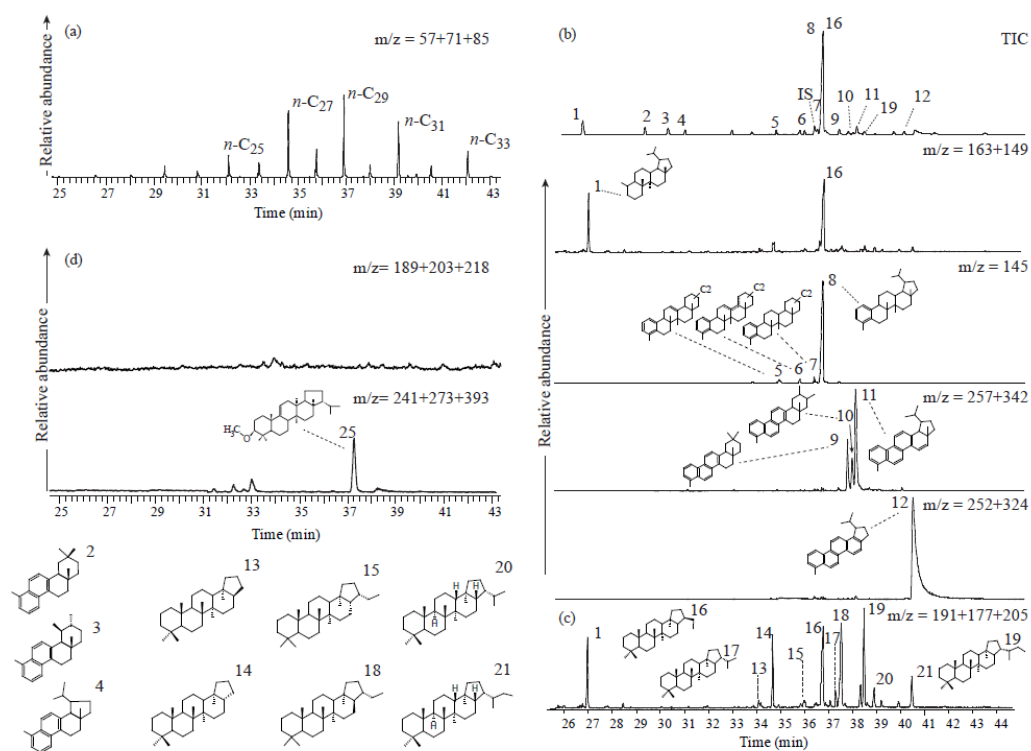 (a)
m/z = 57+71+85
Relative abundance
n-C25
n-C27
n-C29
n-C31
n-C33
25 27 29 31 33 35 37 39 41 43
Time (min)
(b)
TIC
8 16
IS
1 2 3 4 5 6 7 9 10 11 19 12
m/z = 163+149
1
16
m/z = 145
C2 C2 C2
8
5 6 7
Relative abundance
m/z = 257+342
9 10 11
m/z = 252+324
12
(c)
m/z = 191+177+205
1 13 14 15 16 17 18 19 20 21
16
17
19
26 27 28 29 30 31 32 33 34 35 36 37 38 39 40 41 42 43 44
Time (min)
(d)
m/z= 189+203+218
Relative abundance
m/z= 241+273+393
H3C O
25
25 27 29 31 33 35 37 39 41 43
Time (min)
2
13
15
20
H H
H
3
4
14
18
21
H H
H